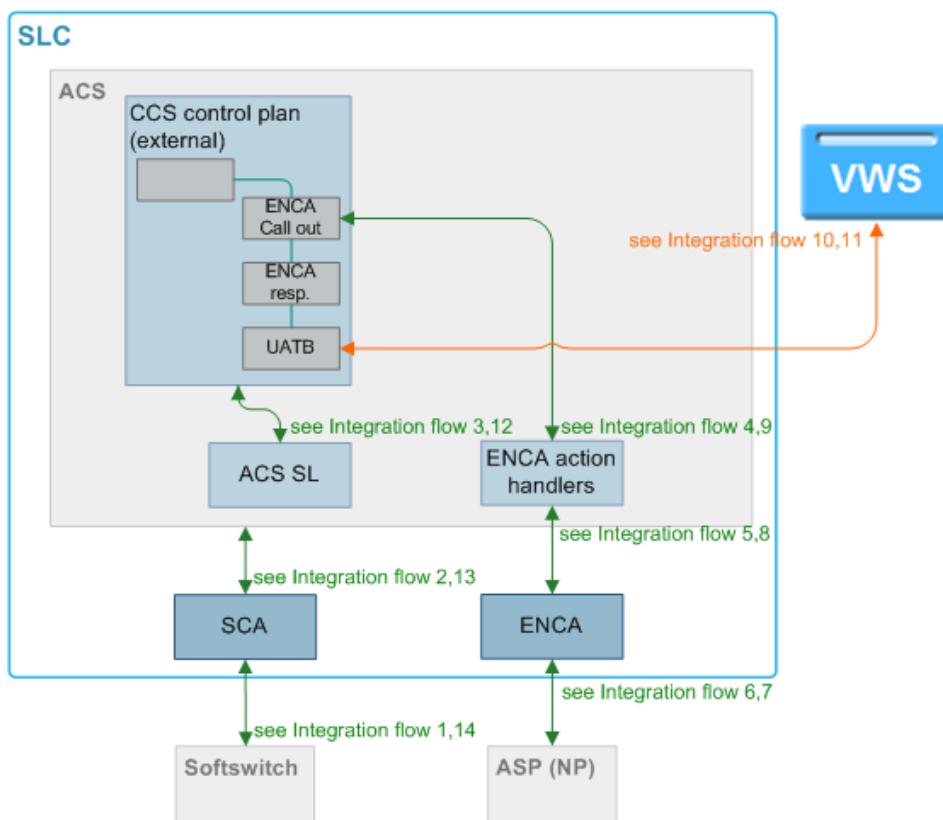 SLC
ACS
CCS control plan
(external)
ENCA
Call out
ENCA
resp.
UATB
VWS
see Integration flow 10,11
see Integration flow 3,12
see Integration flow 4,9
ACS SL
ENCA action
handlers
see Integration flow 5,8
see Integration flow 2,13
SCA
ENCA
see Integration flow 6,7
see Integration flow 1,14
Softswitch
ASP (NP)